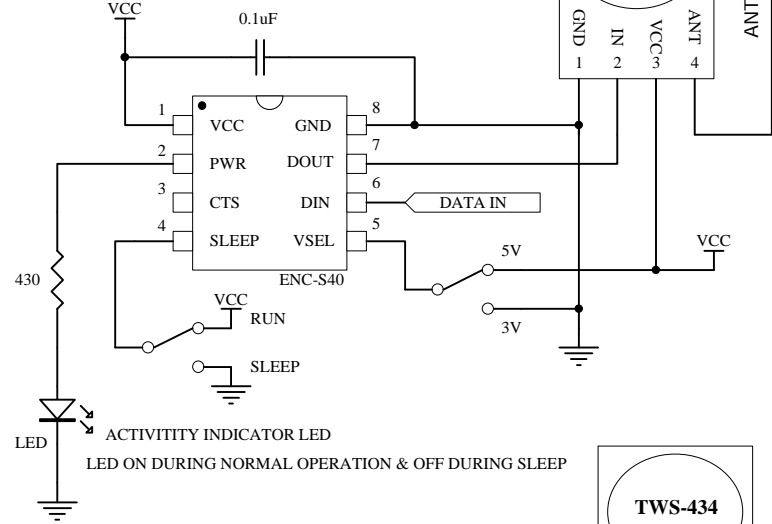 VCC
0.1uF
GND
IN
VCC
ANT
ANT
1
2
3
4
1
VCC
GND
8
2
PWR
DOUT
7
3
CTS
DIN
6
DATA IN
4
SLEEP
VSEL
5
ENC-S40
5V
VCC
3V
430
VCC
RUN
SLEEP
LED
ACTIVITITY INDICATOR LED
LED ON DURING NORMAL OPERATION & OFF DURING SLEEP
TWS-434